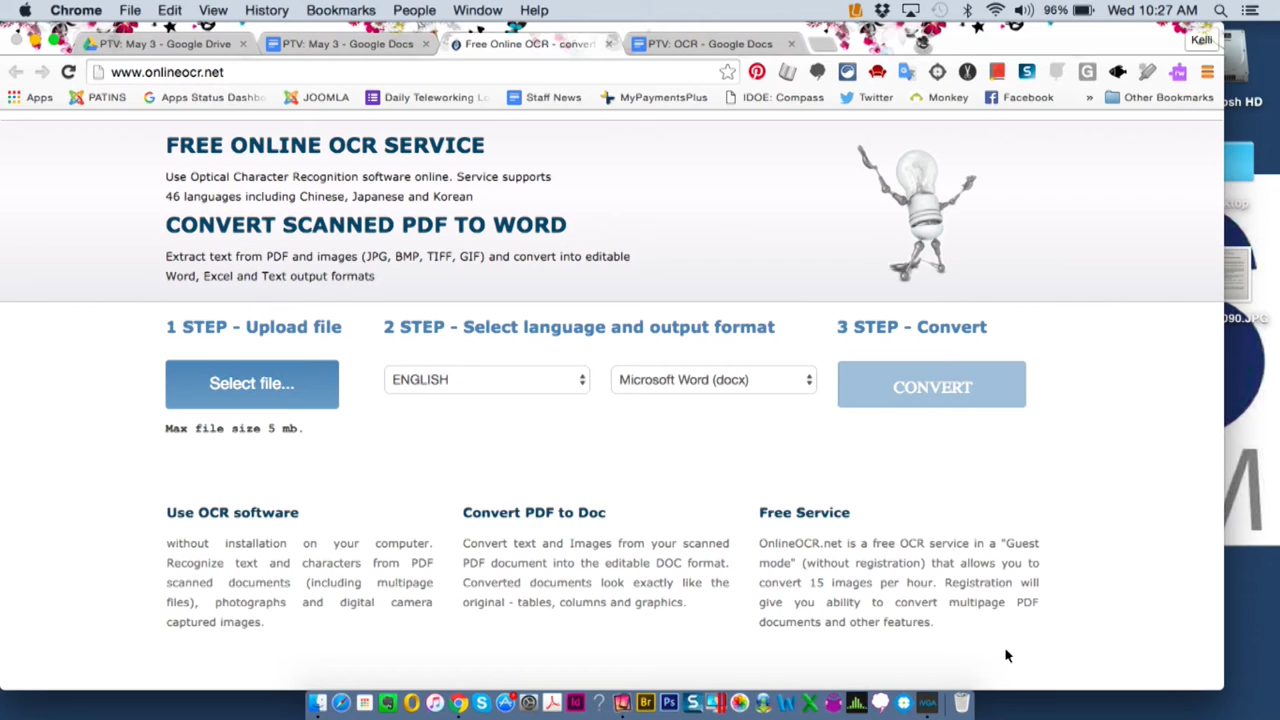 Chrome File Edit View History Bookmarks People Window Help 96% Wed 10:27 AM
PTV: May 3 - Google Drive PTV: May 3 - Google Docs Free Online OCR - convert PTV: OCR - Google Docs Kelli
www.onlineocr.net
Apps PATINS Apps Status Dashbo JOOMLA Daily Teleworking Lo Staff News MyPaymentsPlus IDOE: Compass Twitter Monkey Facebook » Other Bookmarks
osh HD
FREE ONLINE OCR SERVICE
Use Optical Character Recognition software online. Service supports
46 languages including Chinese, Japanese and Korean
CONVERT SCANNED PDF TO WORD
Extract text from PDF and images (JPG, BMP, TIFF, GIF) and convert into editable
Word, Excel and Text output formats
ktop
090.JPG
1 STEP - Upload file 2 STEP - Select language and output format 3 STEP - Convert
Select file... ENGLISH Microsoft Word (docx) CONVERT
Max file size 5 mb.
Use OCR software
without installation on your computer.
Recognize text and characters from PDF
scanned documents (including multipage
files), photographs and digital camera
captured images.
Convert PDF to Doc
Convert text and Images from your scanned
PDF document into the editable DOC format.
Converted documents look exactly like the
original - tables, columns and graphics.
Free Service
OnlineOCR.net is a free OCR service in a "Guest
mode" (without registration) that allows you to
convert 15 images per hour. Registration will
give you ability to convert multipage PDF
documents and other features.